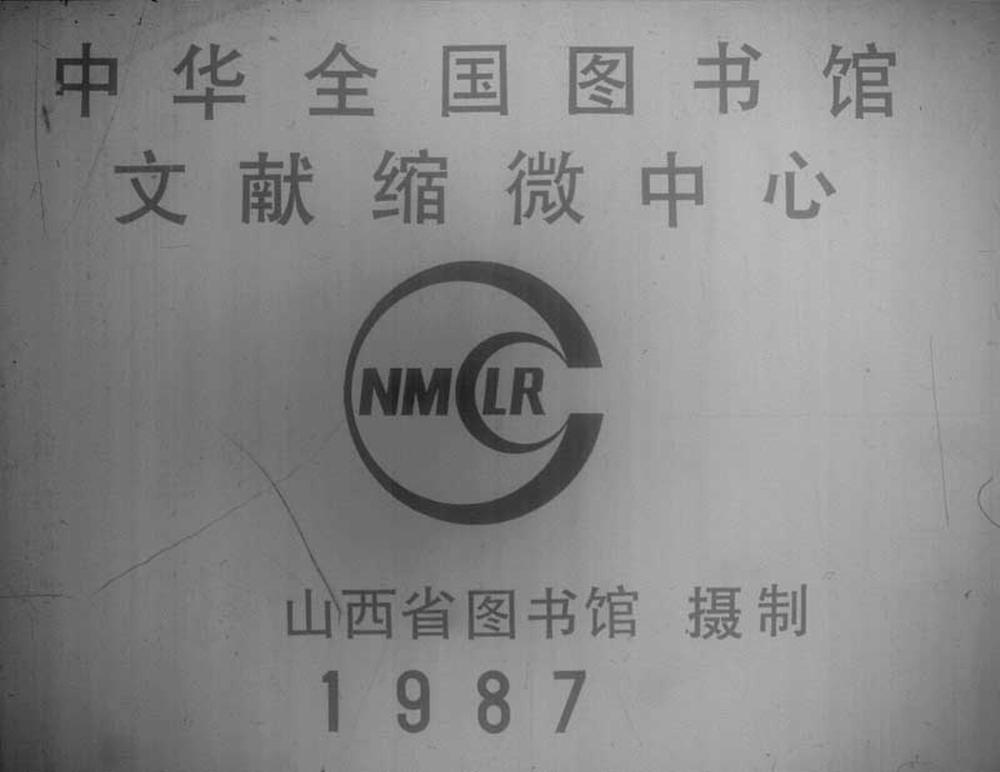 中华全国图书馆
文献缩微中心
NMCLR
山西省图书馆 摄制
1987